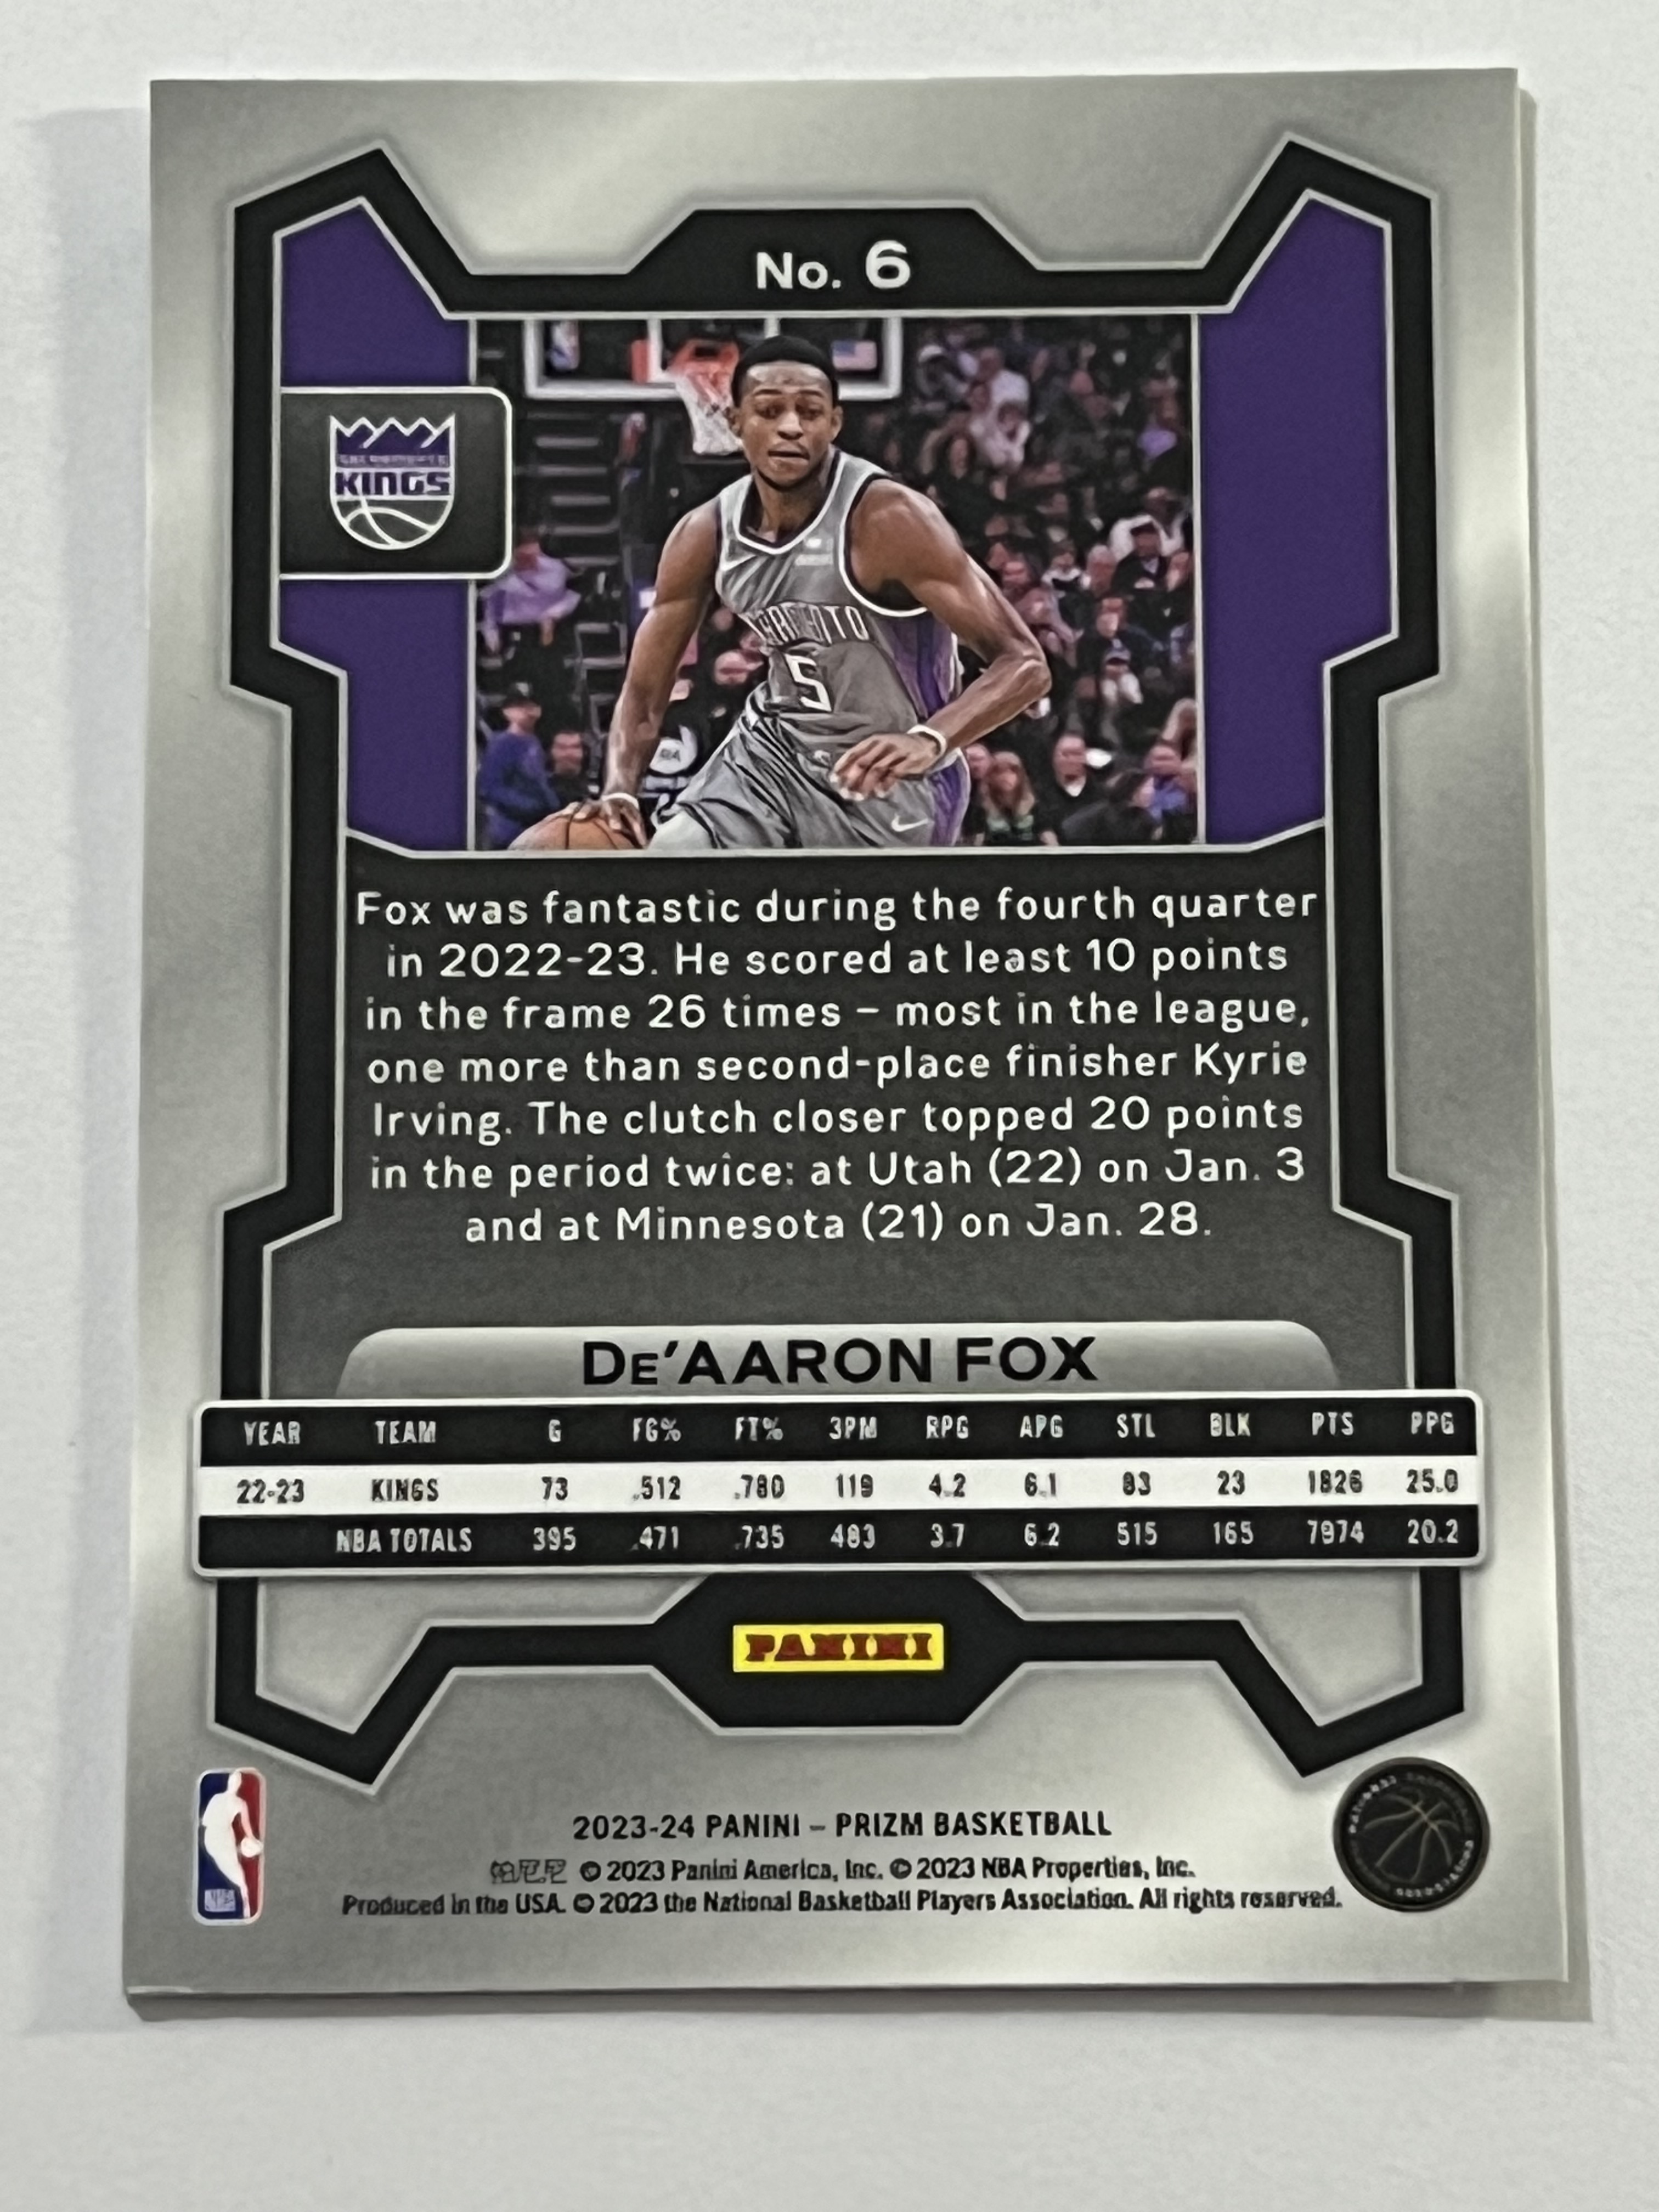 No. 6
KINGS
5
Fox was fantastic during the fourth quarter
in 2022-23. He scored at least 10 points
in the frame 26 times – most in the league,
one more than second-place finisher Kyrie
Irving. The clutch closer topped 20 points
in the period twice: at Utah (22) on Jan. 3
and at Minnesota (21) on Jan. 28.
DE'AARON FOX
YEAR TEAM G FG% FT% 3PM RPG APG STL BLK PTS PPG
22-23 KINGS 73 .512 .780 119 4.2 6.1 83 23 1826 25.0
NBA TOTALS 395 .471 .735 483 3.7 6.2 515 165 7974 20.2
PANINI
2023-24 PANINI – PRIZM BASKETBALL
© 2023 Panini America, Inc. © 2023 NBA Properties, Inc.
Produced in the USA. © 2023 the National Basketball Players Association. All rights reserved.